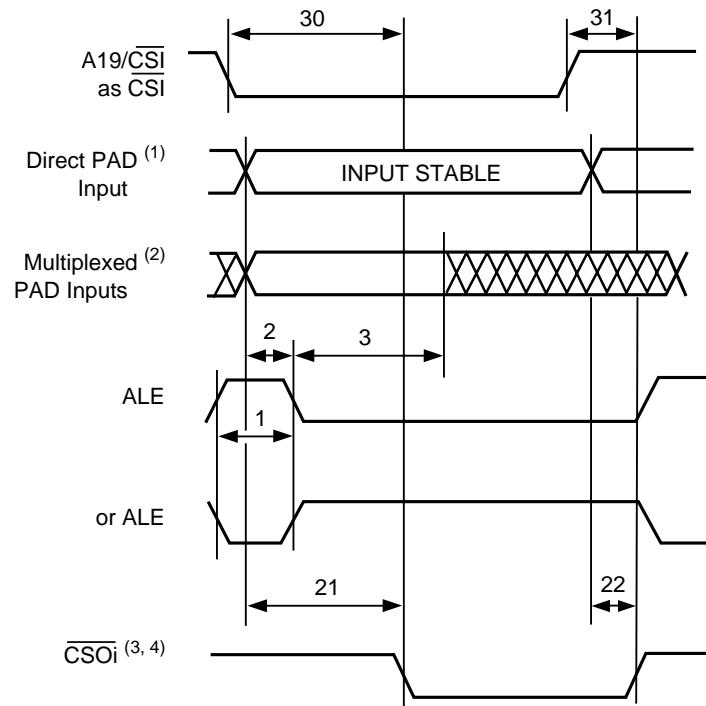 30
31
A19/CSI
as CSI
Direct PAD (1)
Input
INPUT STABLE
Multiplexed (2)
PAD Inputs
2
3
ALE
1
or ALE
21
22
CSOi (3, 4)